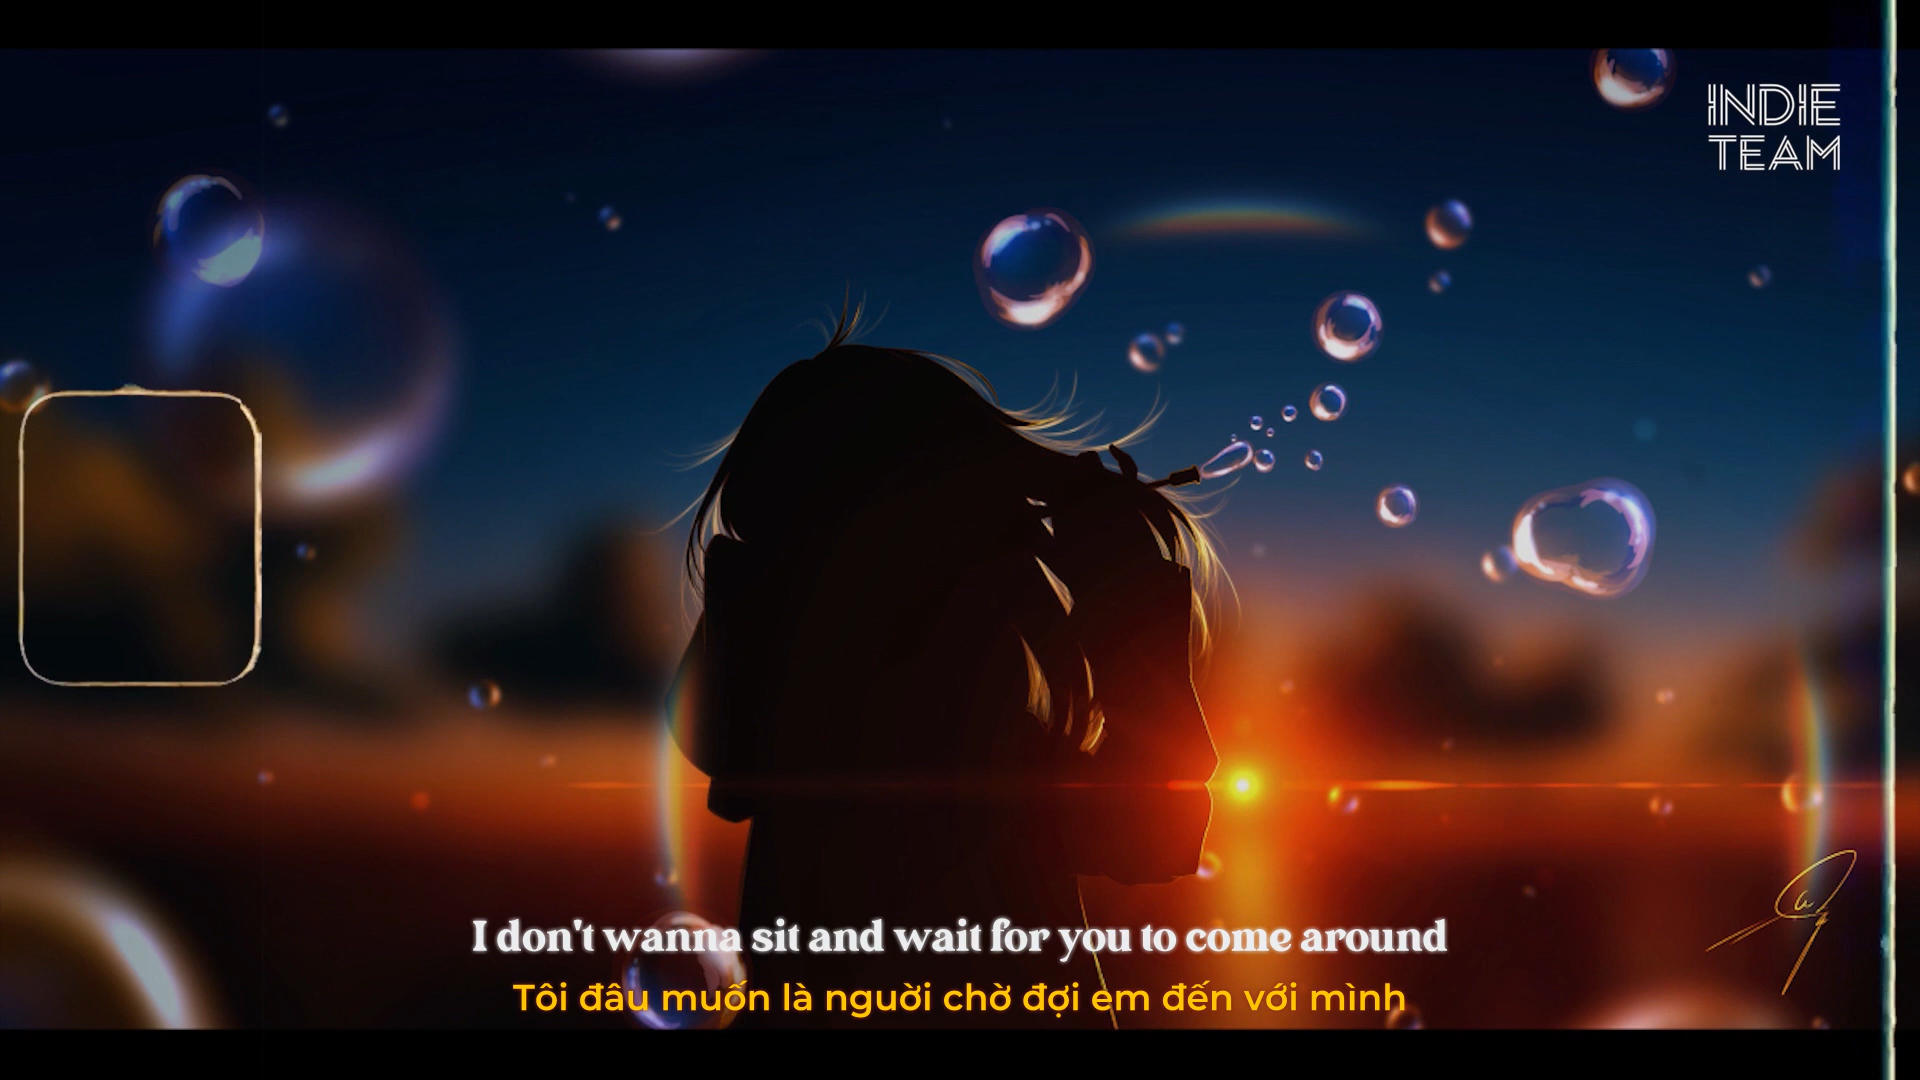 INDIE
TEAM
I don't wanna sit and wait for you to come around
Tôi đâu muốn là nguời chờ đợi em đến với mình